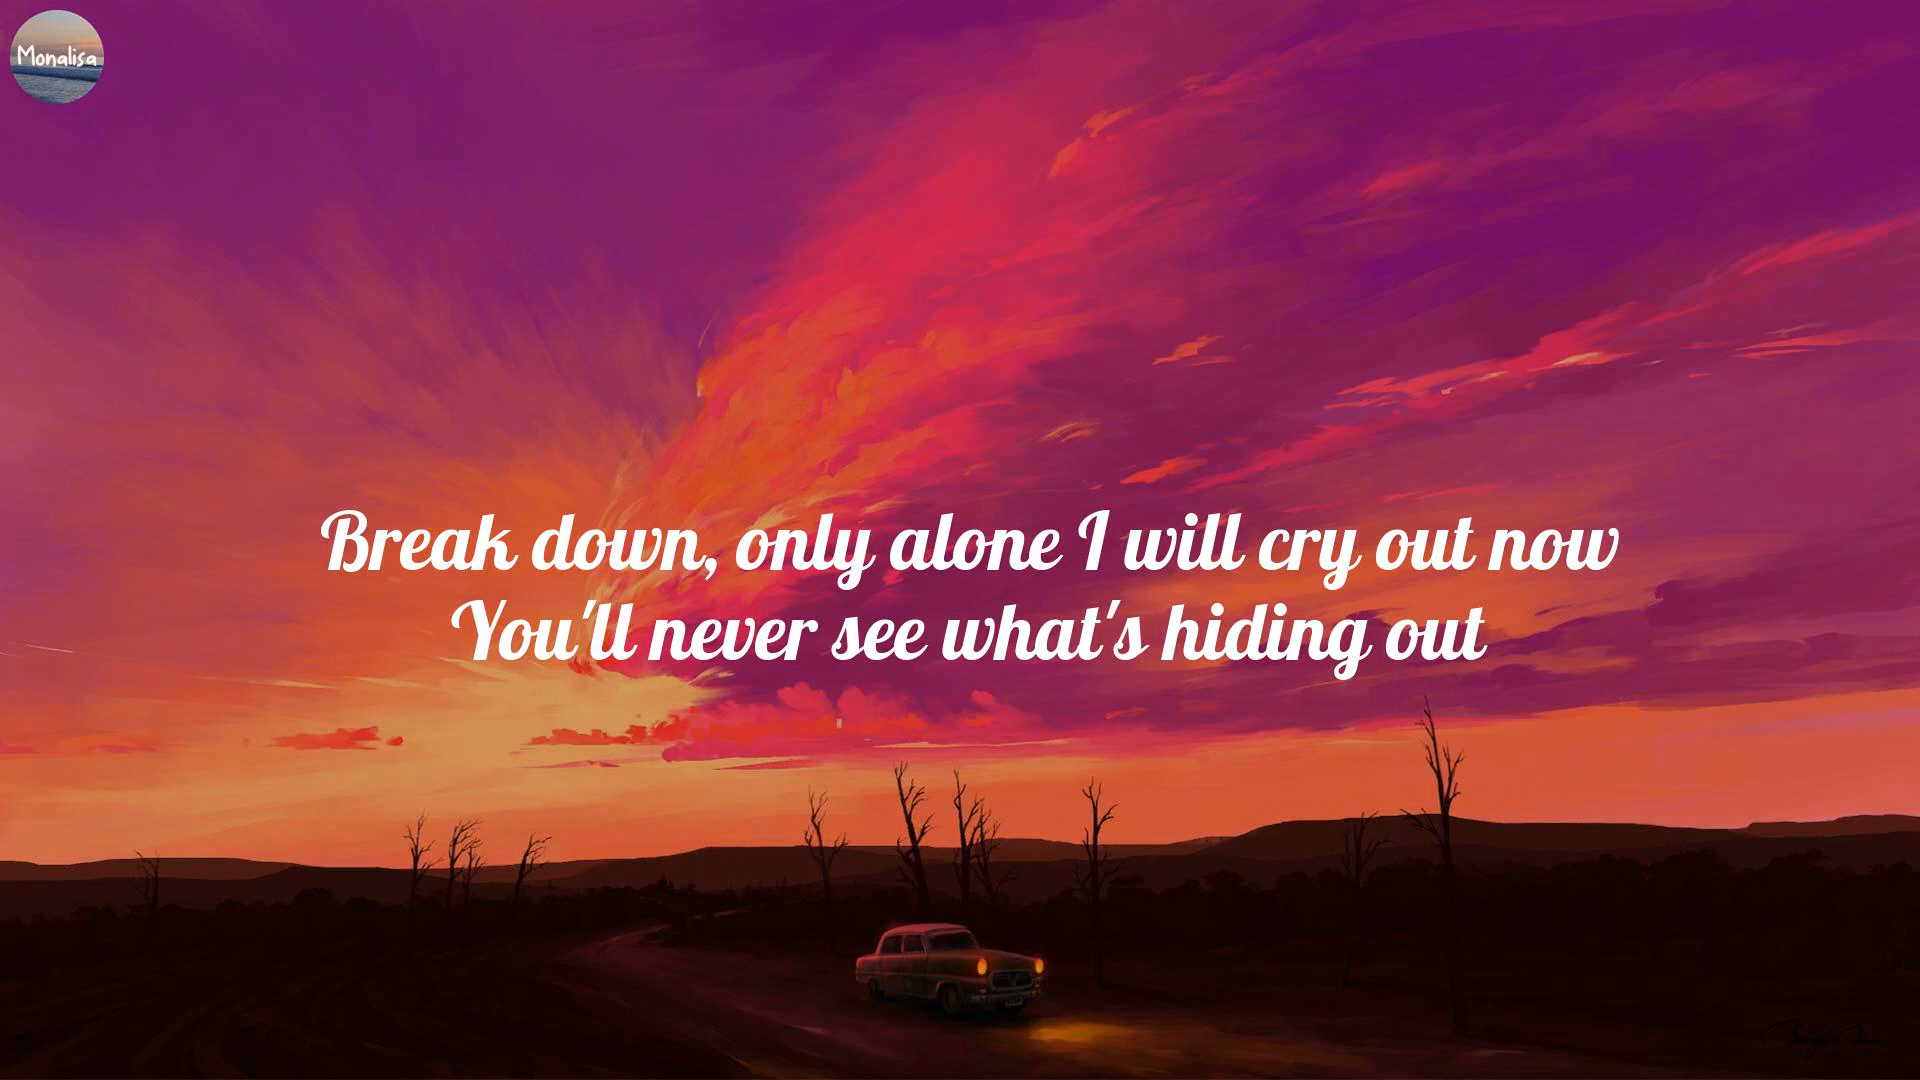 Monalisa
Break down, only alone I will cry out now
You'll never see what's hiding out